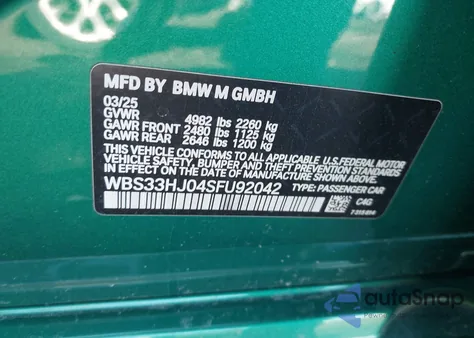 MFD BY BMW M GMBH
03/25
GVWR 4982 lbs 2260 kg
GAWR FRONT 2480 lbs 1125 kg
GAWR REAR 2646 lbs 1200 kg
THIS VEHICLE CONFORMS TO ALL APPLICABLE U.S. FEDERAL MOTOR
VEHICLE SAFETY, BUMPER, AND THEFT PREVENTION STANDARDS
IN EFFECT ON THE DATE OF MANUFACTURE SHOWN ABOVE.
WBS33HJ04SFU92042 TYPE: PASSENGER CAR
C4G
autoSnap